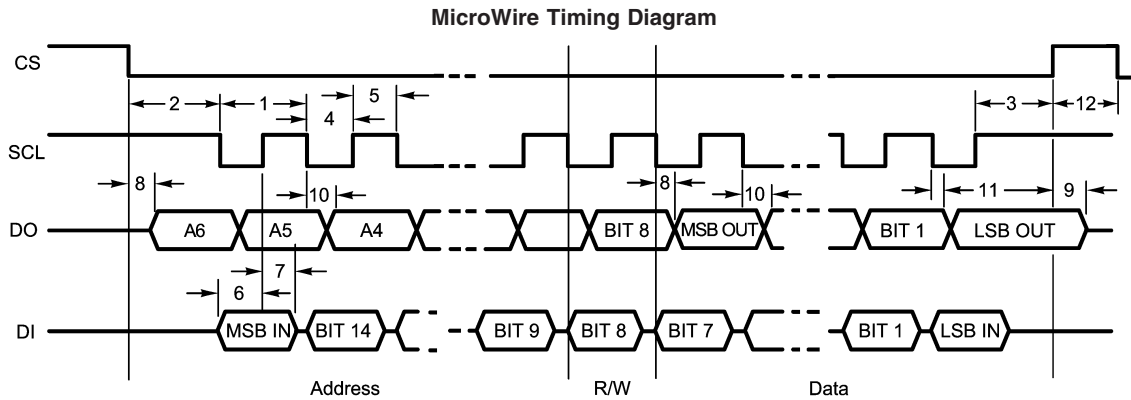 MicroWire Timing Diagram
CS
2
1
5
4
3
12
SCL
8
10
8
10
11
9
DO
A6
A5
A4
BIT 8
MSB OUT
BIT 1
LSB OUT
7
6
DI
MSB IN
BIT 14
BIT 9
BIT 8
BIT 7
BIT 1
LSB IN
Address
R/W
Data